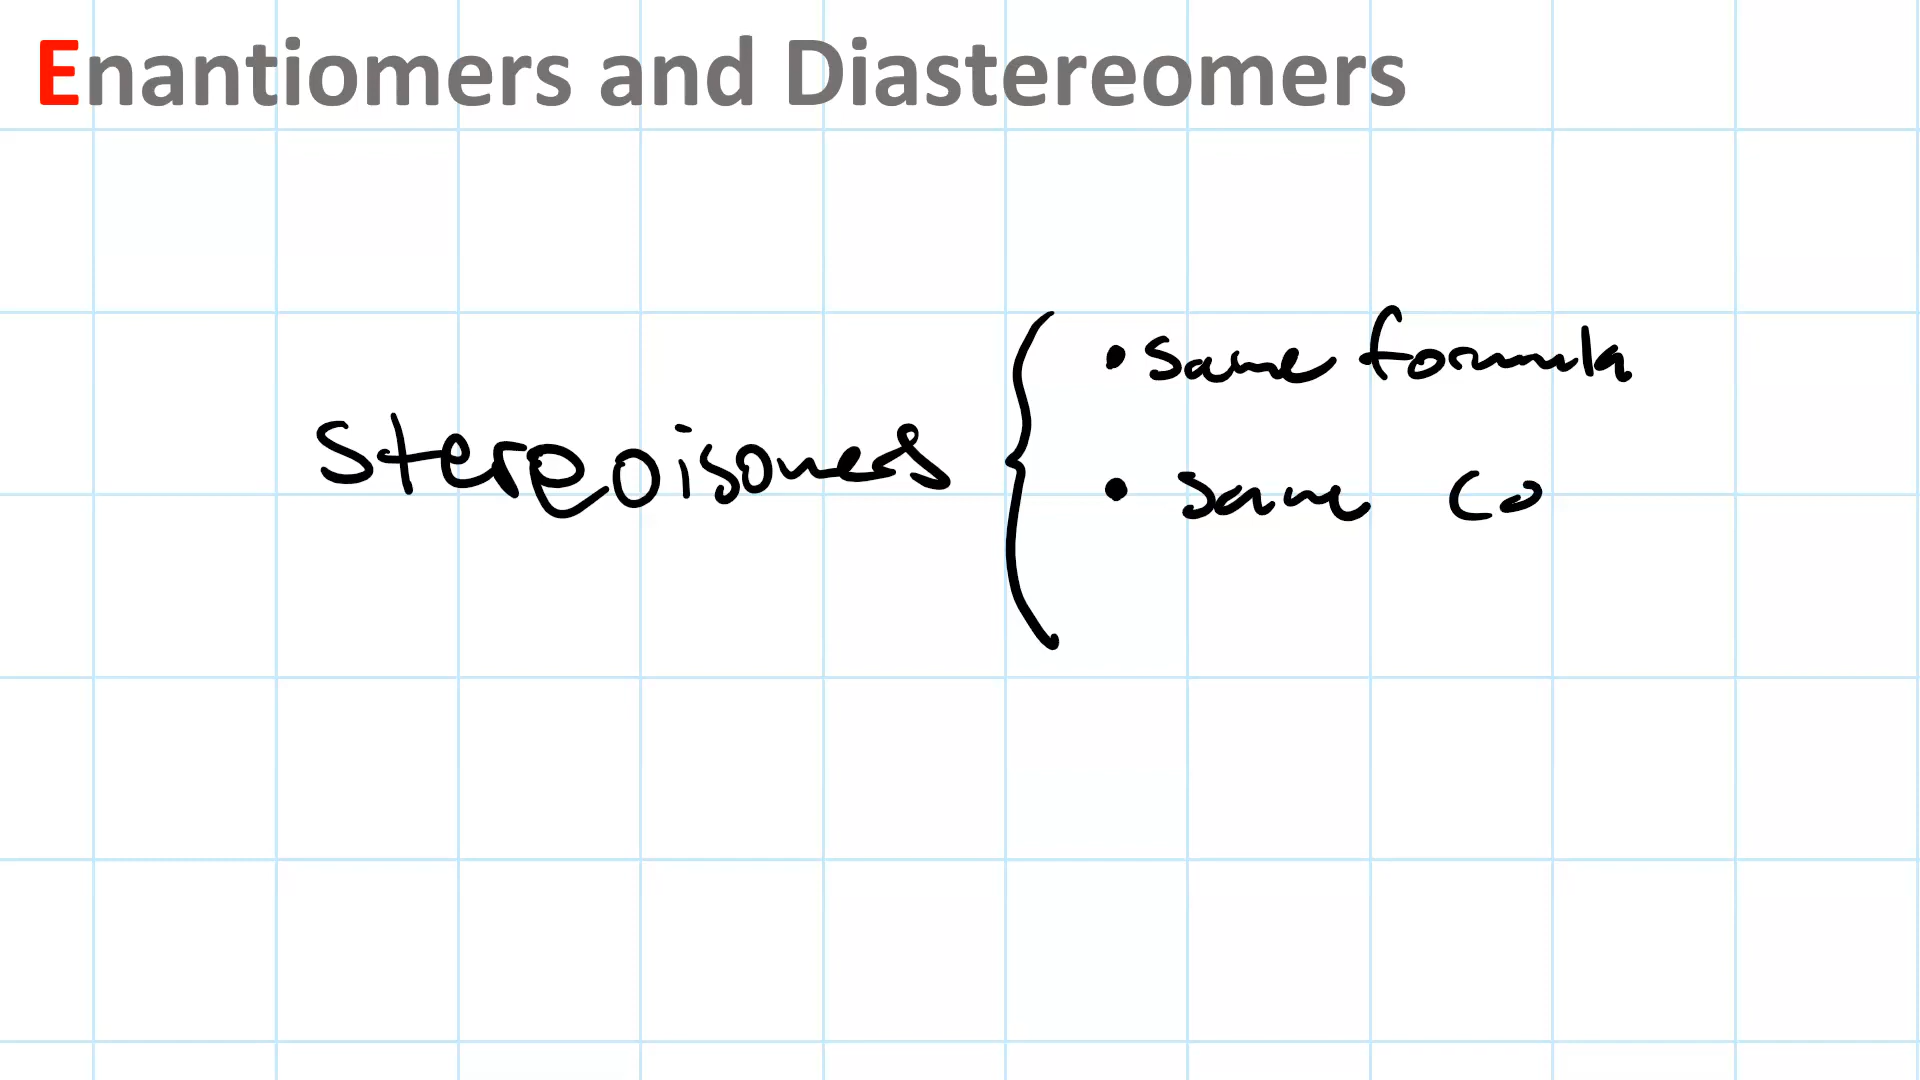 Enantiomers and Diastereomers
• same formula
stereoisomers {
• same co